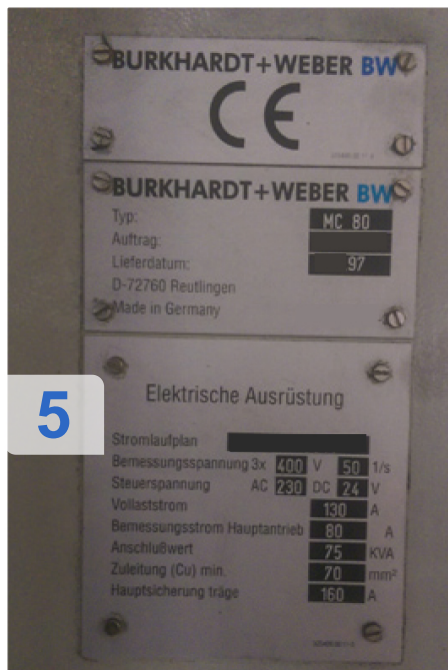 BURKHARDT+WEBER BW
CE
BURKHARDT+WEBER BW
Typ: MC 80
Auftrag:
Lieferdatum: 97
D-72760 Reutlingen
Made in Germany
5
Elektrische Ausrüstung
Stromlaufplan
Bemessungsspannung 3x 400 V 50 1/s
Steuerspannung AC 230 DC 24 V
Vollaststrom 130 A
Bemessungsstrom Hauptantrieb 80 A
Anschlußwert 75 KVA
Zuleitung (Cu) min. 70 mm²
Hauptsicherung träge 160 A